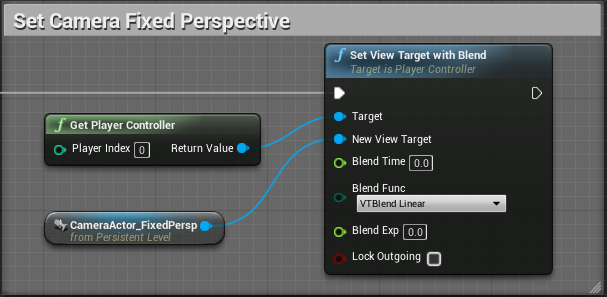 Set Camera Fixed Perspective
Set View Target with Blend
Target is Player Controller
Get Player Controller
Player Index 0 Return Value
Target
New View Target
Blend Time 0.0
Blend Func
VTBlend Linear
CameraActor_FixedPersp
from Persistent Level
Blend Exp 0.0
Lock Outgoing